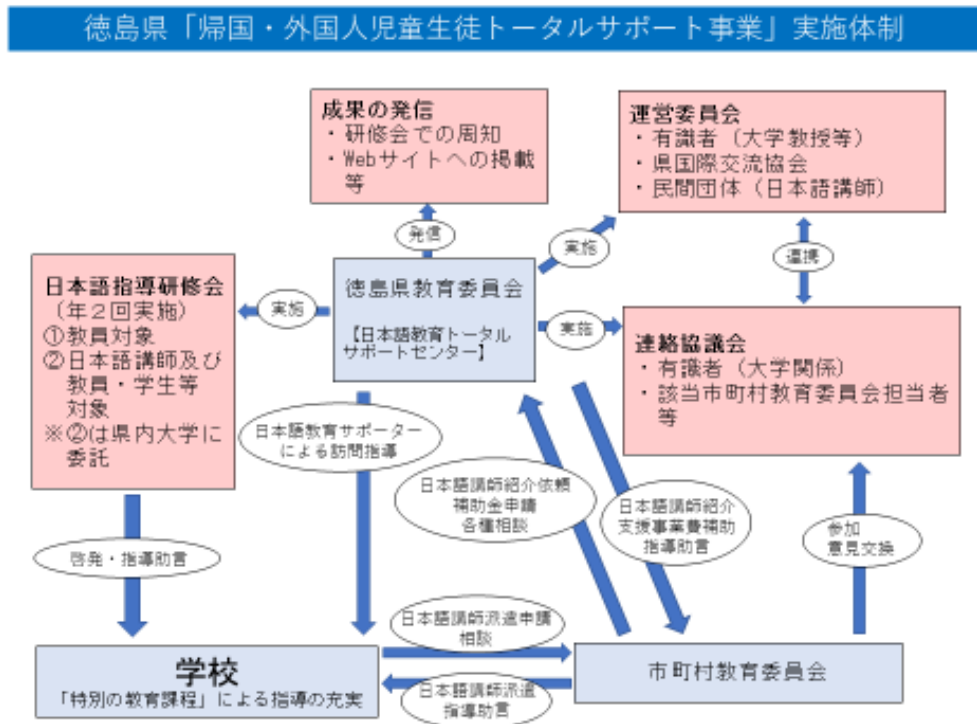 徳島県「帰国・外国人児童生徒トータルサポート事業」実施体制
成果の発信
・研修会での周知
・Webサイトへの掲載
等
運営委員会
・有識者（大学教授等）
・県国際交流協会
・民間団体（日本語講師）
発信
実施
連携
日本語指導研修会
（年２回実施）
①教員対象
②日本語講師及び
教員・学生等
対象
※②は県内大学に
委託
実施
徳島県教育委員会
【日本語教育トータル
サポートセンター】
実施
連絡協議会
・有識者（大学関係）
・該当市町村教育委員会担当者
等
日本語教育サポーター
による訪問指導
日本語講師紹介依頼
補助金申請
各種相談
日本語講師紹介
支援事業費補助
指導助言
参加
意見交換
啓発・指導助言
日本語講師派遣申請
相談
学校
「特別の教育課程」による指導の充実
市町村教育委員会
日本語講師派遣
指導助言